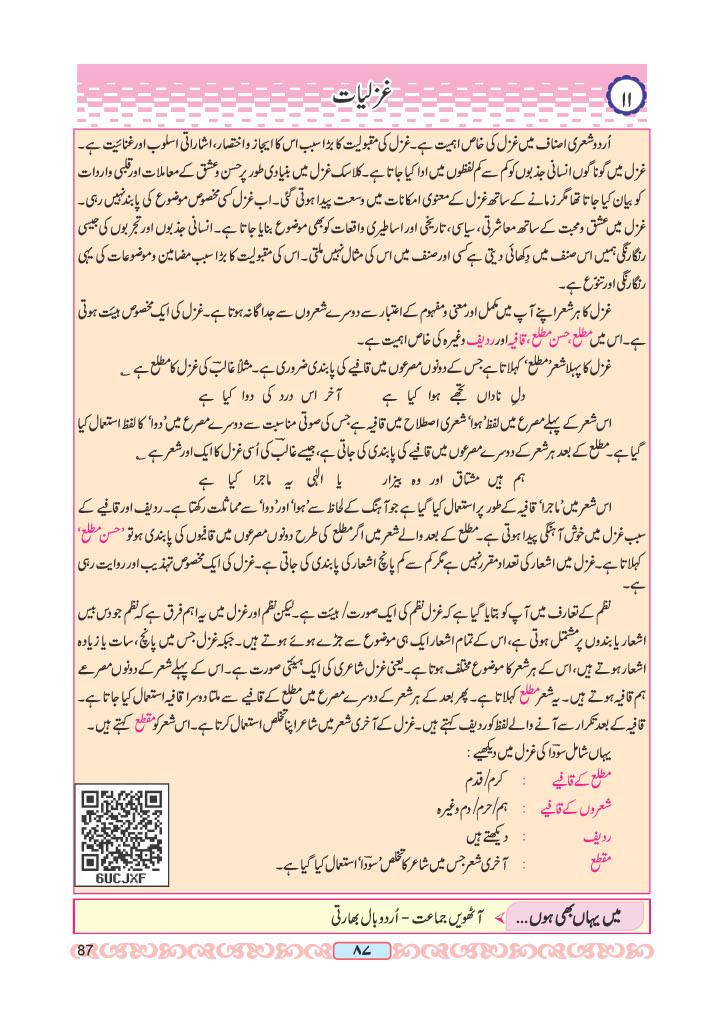 ۱۱
غزلیات
اُردو شعری اصناف میں غزل کی خاص اہمیت ہے۔ غزل کی مقبولیت کا بڑا سبب اس کا ایجاز و اختصار، اشاراتی اسلوب اور غنائیت ہے۔
غزل میں گوناگوں انسانی جذبوں کو کم سے کم لفظوں میں ادا کیا جاتا ہے۔ کلاسک غزل میں بنیادی طور پر حسن و عشق کے معاملات اور قلبی واردات
کو بیان کیا جاتا تھا مگر زمانے کے ساتھ غزل کے معنوی امکانات میں وسعت پیدا ہوتی گئی۔ اب غزل کسی مخصوص موضوع کی پابند نہیں رہی۔
غزل میں عشق و محبت کے ساتھ معاشرتی، سیاسی، تاریخی اور اساطیری واقعات کو بھی موضوع بنایا جاتا ہے۔ انسانی جذبوں اور تجربوں کی جیسی
رنگارنگی ہمیں اس صنف میں دِکھائی دیتی ہے کسی اور صنف میں اس کی مثال نہیں ملتی۔ اس کی مقبولیت کا بڑا سبب مضامین و موضوعات کی یہی
رنگارنگی اور تنوّع ہے۔
غزل کا ہر شعر اپنے آپ میں مکمل اور معنی و مفہوم کے اعتبار سے دوسرے شعروں سے جداگانہ ہوتا ہے۔ غزل کی ایک مخصوص ہیئت ہوتی
ہے۔ اس میں مطلع، حسن مطلع، قافیہ اور ردیف وغیرہ کی خاص اہمیت ہے۔
غزل کا پہلا شعر ’مطلع‘ کہلاتا ہے جس کے دونوں مصرعوں میں قافیے کی پابندی ضروری ہے۔ مثلاً غالبؔ کی غزل کا مطلع ہے ؎
دلِ ناداں تجھے ہوا کیا ہے آخر اس درد کی دوا کیا ہے
اس شعر کے پہلے مصرع میں لفظ ’ہوا‘ شعری اصطلاح میں قافیہ ہے جس کی صوتی مناسبت سے دوسرے مصرع میں ’دوا‘ کا لفظ استعمال کیا
گیا ہے۔ مطلع کے بعد ہر شعر کے دوسرے مصرعوں میں قافیے کی پابندی کی جاتی ہے، جیسے غالبؔ کی اُسی غزل کا ایک اور شعر ہے ؎
ہم ہیں مشتاق اور وہ بیزار یا الٰہی یہ ماجرا کیا ہے
اس شعر میں ’ماجرا‘ قافیہ کے طور پر استعمال کیا گیا ہے جو آہنگ کے لحاظ سے ’ہوا‘ اور ’دوا‘ سے مماثلت رکھتا ہے۔ ردیف اور قافیے کے
سبب غزل میں خوش آہنگی پیدا ہوتی ہے۔ مطلع کے بعد والے شعر میں اگر مطلع کی طرح دونوں مصرعوں میں قافیوں کی پابندی ہو تو ’حسن مطلع‘
کہلاتا ہے۔ غزل میں اشعار کی تعداد مقرر نہیں ہے مگر کم سے کم پانچ اشعار کی پابندی کی جاتی ہے۔ غزل کی ایک مخصوص تہذیب اور روایت رہی
ہے۔
نظم کے تعارف میں آپ کو بتایا گیا ہے کہ غزل نظم کی ایک صورت/ ہیئت ہے۔ لیکن نظم اور غزل میں یہ اہم فرق ہے کہ نظم جو دس بیس
اشعار یا بندوں پر مشتمل ہوتی ہے، اس کے تمام اشعار ایک ہی موضوع سے جڑے ہوئے ہوتے ہیں۔ جبکہ غزل جس میں پانچ، سات یا زیادہ
اشعار ہوتے ہیں، اس کے ہر شعر کا موضوع مختلف ہوتا ہے۔ یعنی غزل شاعری کی ایک ہیئتی صورت ہے۔ اس کے پہلے شعر کے دونوں مصرعے
ہم قافیہ ہوتے ہیں۔ یہ شعر مطلع کہلاتا ہے۔ پھر بعد کے ہر شعر کے دوسرے مصرع میں مطلع کے قافیے سے ملتا دوسرا قافیہ استعمال کیا جاتا ہے۔
قافیہ کے بعد تکرار سے آنے والے لفظ کو ردیف کہتے ہیں۔ غزل کے آخری شعر میں شاعر اپنا تخلص استعمال کرتا ہے۔ اس شعر کو مقطع کہتے ہیں۔
یہاں شامل سوداؔ کی غزل میں دیکھیے :
مطلع کے قافیے : کرم/ قدم
شعروں کے قافیے : ہم/ حرم/ دم وغیرہ
ردیف : دیکھتے ہیں
مقطع : آخری شعر جس میں شاعر کا تخلص ’سوداؔ‘ استعمال کیا گیا ہے۔
6UCJXF
میں یہاں بھی ہوں... آٹھویں جماعت – اُردو بال بھارتی
87 ۸۷